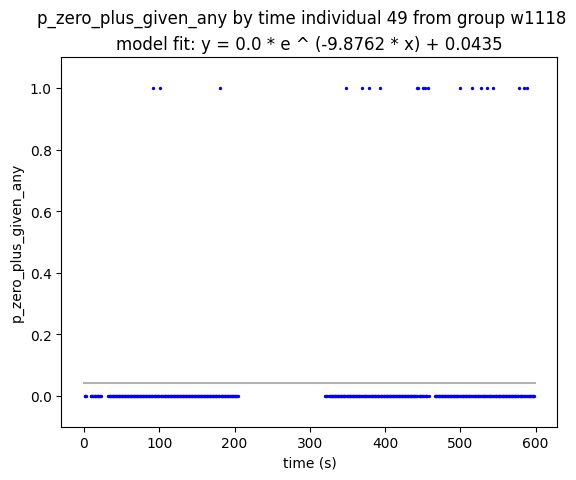 p_zero_plus_given_any by time individual 49 from group w1118
model fit: y = 0.0 * e ^ (-9.8762 * x) + 0.0435
1.0
0.8
0.6
0.4
0.2
0.0
p_zero_plus_given_any
0 100 200 300 400 500 600
time (s)